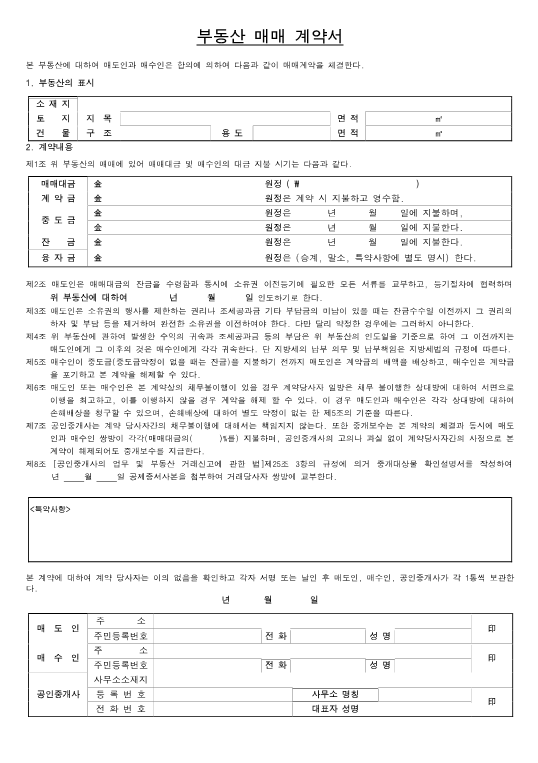 부동산 매매 계약서
본 부동산에 대하여 매도인과 매수인은 합의에 의하여 다음과 같이 매매계약을 체결한다.
1. 부동산의 표시
소 재 지
토 지 지 목 면 적 ㎡
건 물 구 조 용 도 면 적 ㎡
2. 계약내용
제1조 위 부동산의 매매에 있어 매매대금 및 매수인의 대금 지불 시기는 다음과 같다.
매매대금 金 원정 ( ₩ )
계 약 금 金 원정은 계약 시 지불하고 영수함.
중 도 금 金 원정은 년 월 일에 지불하며,
金 원정은 년 월 일에 지불한다.
잔 금 金 원정은 년 월 일에 지불한다.
융 자 금 金 원정은 (승계, 말소, 특약사항에 별도 명시) 한다.
제2조 매도인은 매매대금의 잔금을 수령함과 동시에 소유권 이전등기에 필요한 모든 서류를 교부하고, 등기절차에 협력하며
위 부동산에 대하여 년 월 일 인도하기로 한다.
제3조 매도인은 소유권의 행사를 제한하는 권리나 조세공과금 기타 부담금의 미납이 있을 때는 잔금수수일 이전까지 그 권리의
하자 및 부담 등을 제거하여 완전한 소유권을 이전하여야 한다. 다만 달리 약정한 경우에는 그러하지 아니한다.
제4조 위 부동산에 관하여 발생한 수익의 귀속과 조세공과금 등의 부담은 위 부동산의 인도일을 기준으로 하여 그 이전까지는
매도인에게 그 이후의 것은 매수인에게 각각 귀속한다. 단 지방세의 납부 의무 및 납부책임은 지방세법의 규정에 따른다.
제5조 매수인이 중도금(중도금약정이 없을 때는 잔금)을 지불하기 전까지 매도인은 계약금의 배액을 배상하고, 매수인은 계약금
을 포기하고 본 계약을 해제할 수 있다.
제6조 매도인 또는 매수인은 본 계약상의 채무불이행이 있을 경우 계약당사자 일방은 채무 불이행한 상대방에 대하여 서면으로
이행을 최고하고, 이를 이행하지 않을 경우 계약을 해제 할 수 있다. 이 경우 매도인과 매수인은 각각 상대방에 대하여
손해배상을 청구할 수 있으며, 손해배상에 대하여 별도 약정이 없는 한 제5조의 기준을 따른다.
제7조 공인중개사는 계약 당사자간의 채무불이행에 대해서는 책임지지 않는다. 또한 중개보수는 본 계약의 체결과 동시에 매도
인과 매수인 쌍방이 각각(매매대금의( )%를) 지불하며, 공인중개사의 고의나 과실 없이 계약당사자간의 사정으로 본
계약이 해제되어도 중개보수를 지급한다.
제8조 [공인중개사의 업무 및 부동산 거래신고에 관한 법]제25조 3항의 규정에 의거 중개대상물 확인설명서를 작성하여
년 ____월 ____일 공제증서사본을 첨부하여 거래당사자 쌍방에 교부한다.
<특약사항>
본 계약에 대하여 계약 당사자는 이의 없음을 확인하고 각자 서명 또는 날인 후 매도인, 매수인, 공인중개사가 각 1통씩 보관한
다.
년 월 일
매 도 인 주 소 印
주민등록번호 전 화 성 명
매 수 인 주 소 印
주민등록번호 전 화 성 명
공인중개사 사무소소재지
등 록 번 호 사무소 명칭 印
전 화 번 호 대표자 성명